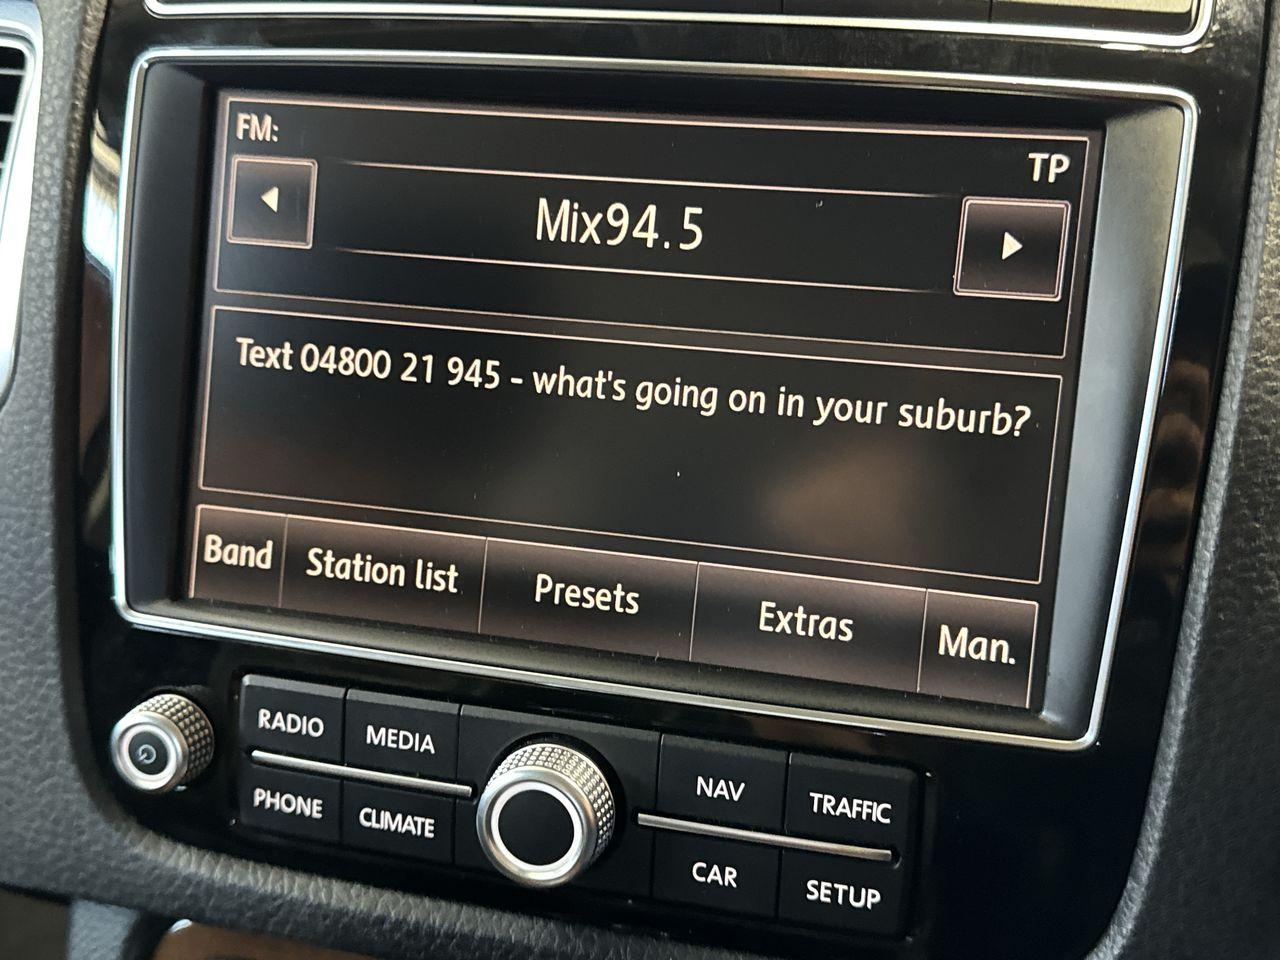 FM:
TP
Mix94.5
Text 04800 21 945 - what's going on in your suburb?
Band Station list Presets Extras Man.
RADIO MEDIA NAV TRAFFIC
PHONE CLIMATE CAR SETUP